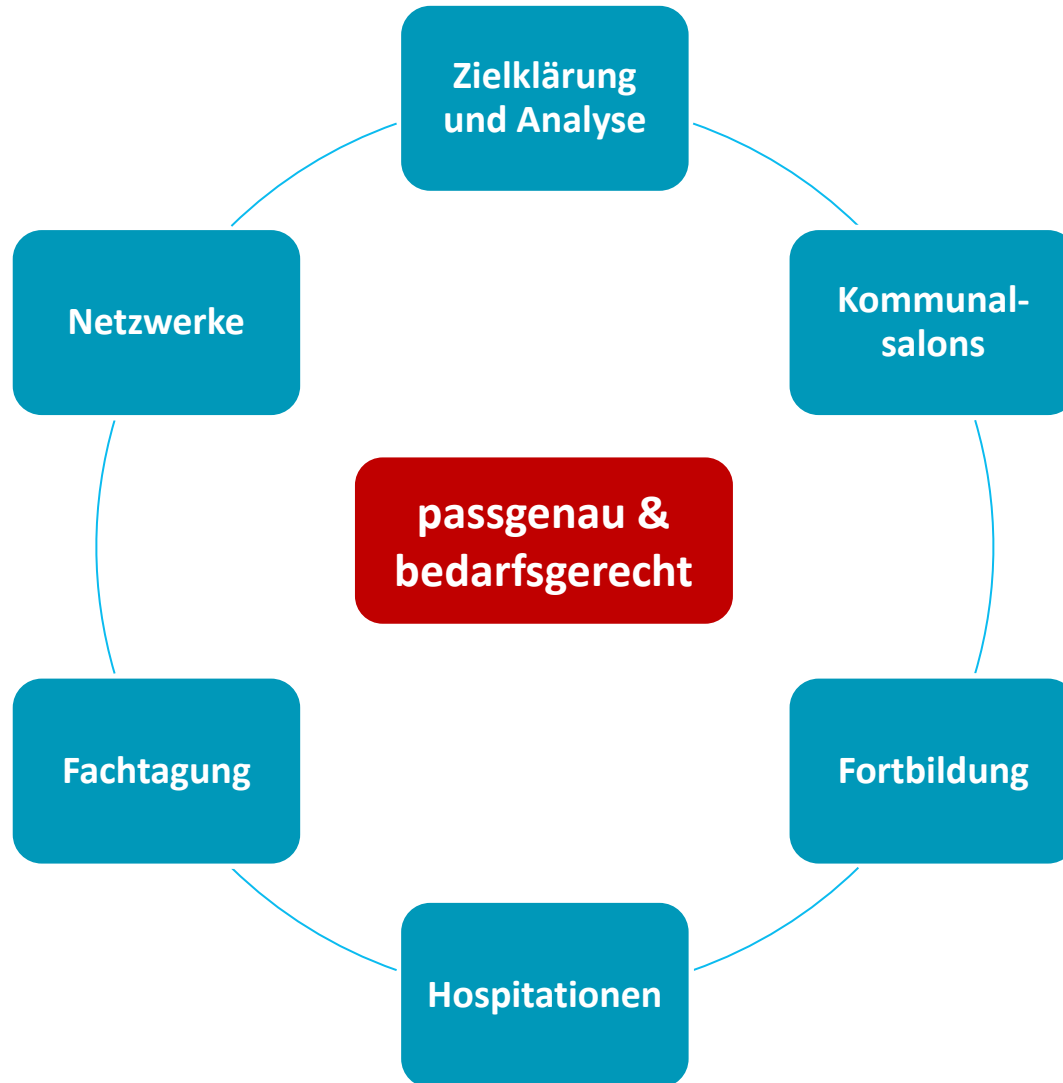 Zielklärung
und Analyse
Kommunal-
salons
Fortbildung
Hospitationen
Fachtagung
Netzwerke
passgenau &
bedarfsgerecht